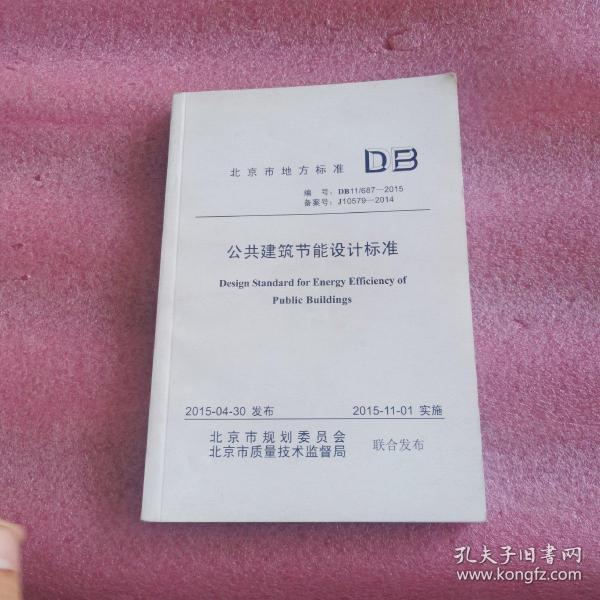 北京市地方标准 DB
编 号：DB11/687—2015
备案号：J10579—2014
公共建筑节能设计标准
Design Standard for Energy Efficiency of
Public Buildings
2015-04-30 发布 2015-11-01 实施
北京市规划委员会
北京市质量技术监督局 联合发布
孔夫子旧书网
www.kongfz.com